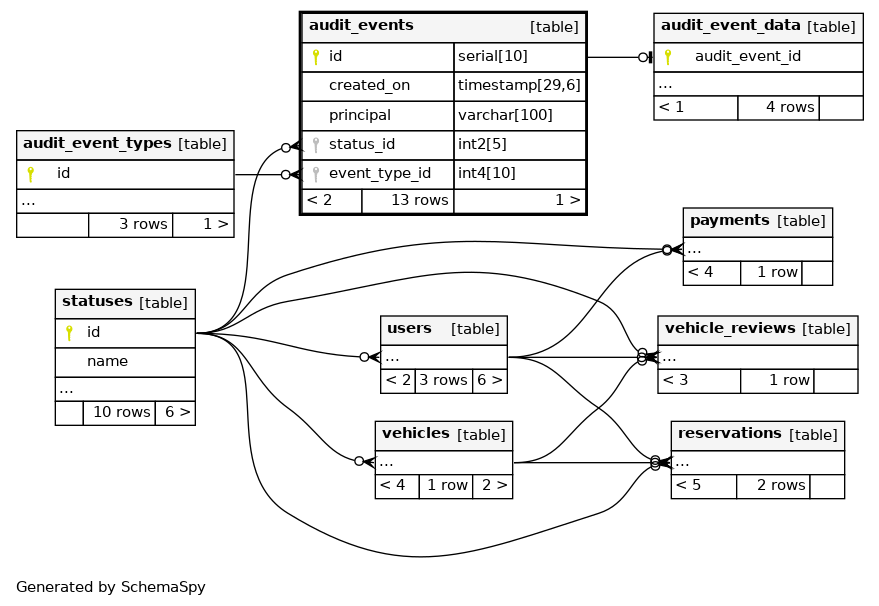 audit_events [table]
id serial[10]
created_on timestamp[29,6]
principal varchar[100]
status_id int2[5]
event_type_id int4[10]
< 2 13 rows 1 >
audit_event_data [table]
audit_event_id
...
< 1 4 rows
audit_event_types [table]
id
...
3 rows 1 >
payments [table]
...
< 4 1 row
statuses [table]
id
name
...
10 rows 6 >
users [table]
...
< 2 3 rows 6 >
vehicle_reviews [table]
...
< 3 1 row
vehicles [table]
...
< 4 1 row 2 >
reservations [table]
...
< 5 2 rows
Generated by SchemaSpy